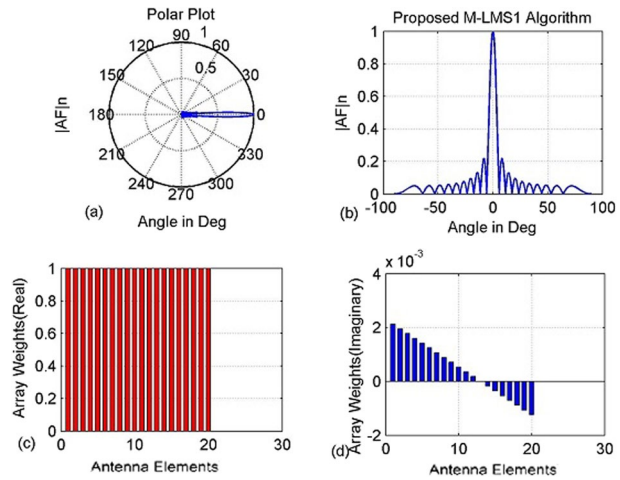 Polar Plot
90
1
120
60
0.5
150
30
|AF|n
180
0
210
330
240
300
270
(a)
Angle in Deg
Proposed M-LMS1 Algorithm
1
0.8
0.6
|AF|n
0.4
0.2
0
-100
-50
0
50
100
(b)
Angle in Deg
1
0.8
0.6
Array Weights(Real)
0.4
0.2
0
0
10
20
30
(c)
Antenna Elements
x 10-3
4
2
Array Weights(Imaginary)
0
-2
0
10
20
30
(d)
Antenna Elements